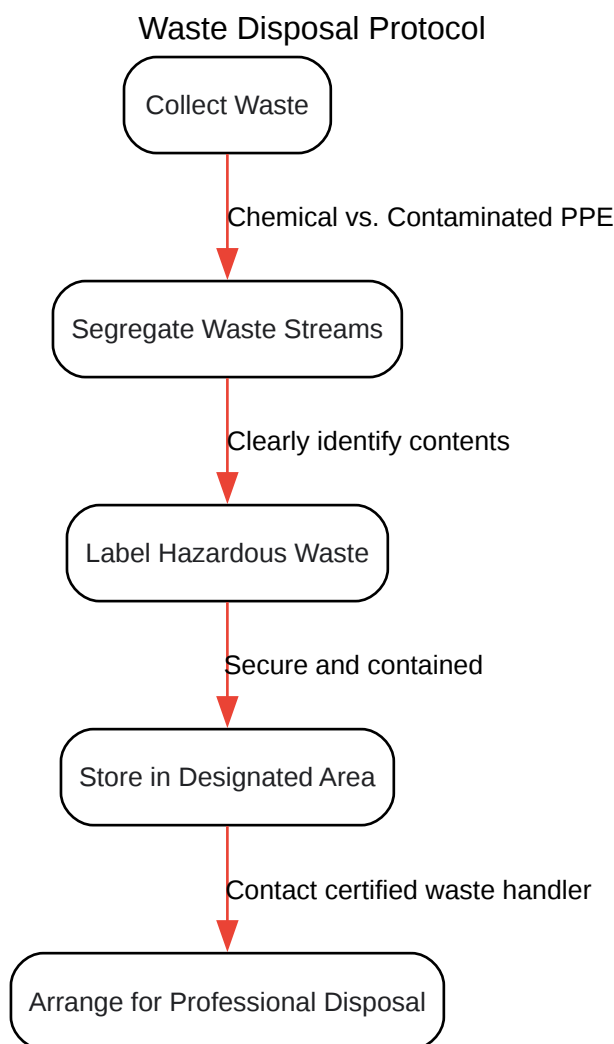 Waste Disposal Protocol
Collect Waste
Chemical vs. Contaminated PPE
Segregate Waste Streams
Clearly identify contents
Label Hazardous Waste
Secure and contained
Store in Designated Area
Contact certified waste handler
Arrange for Professional Disposal